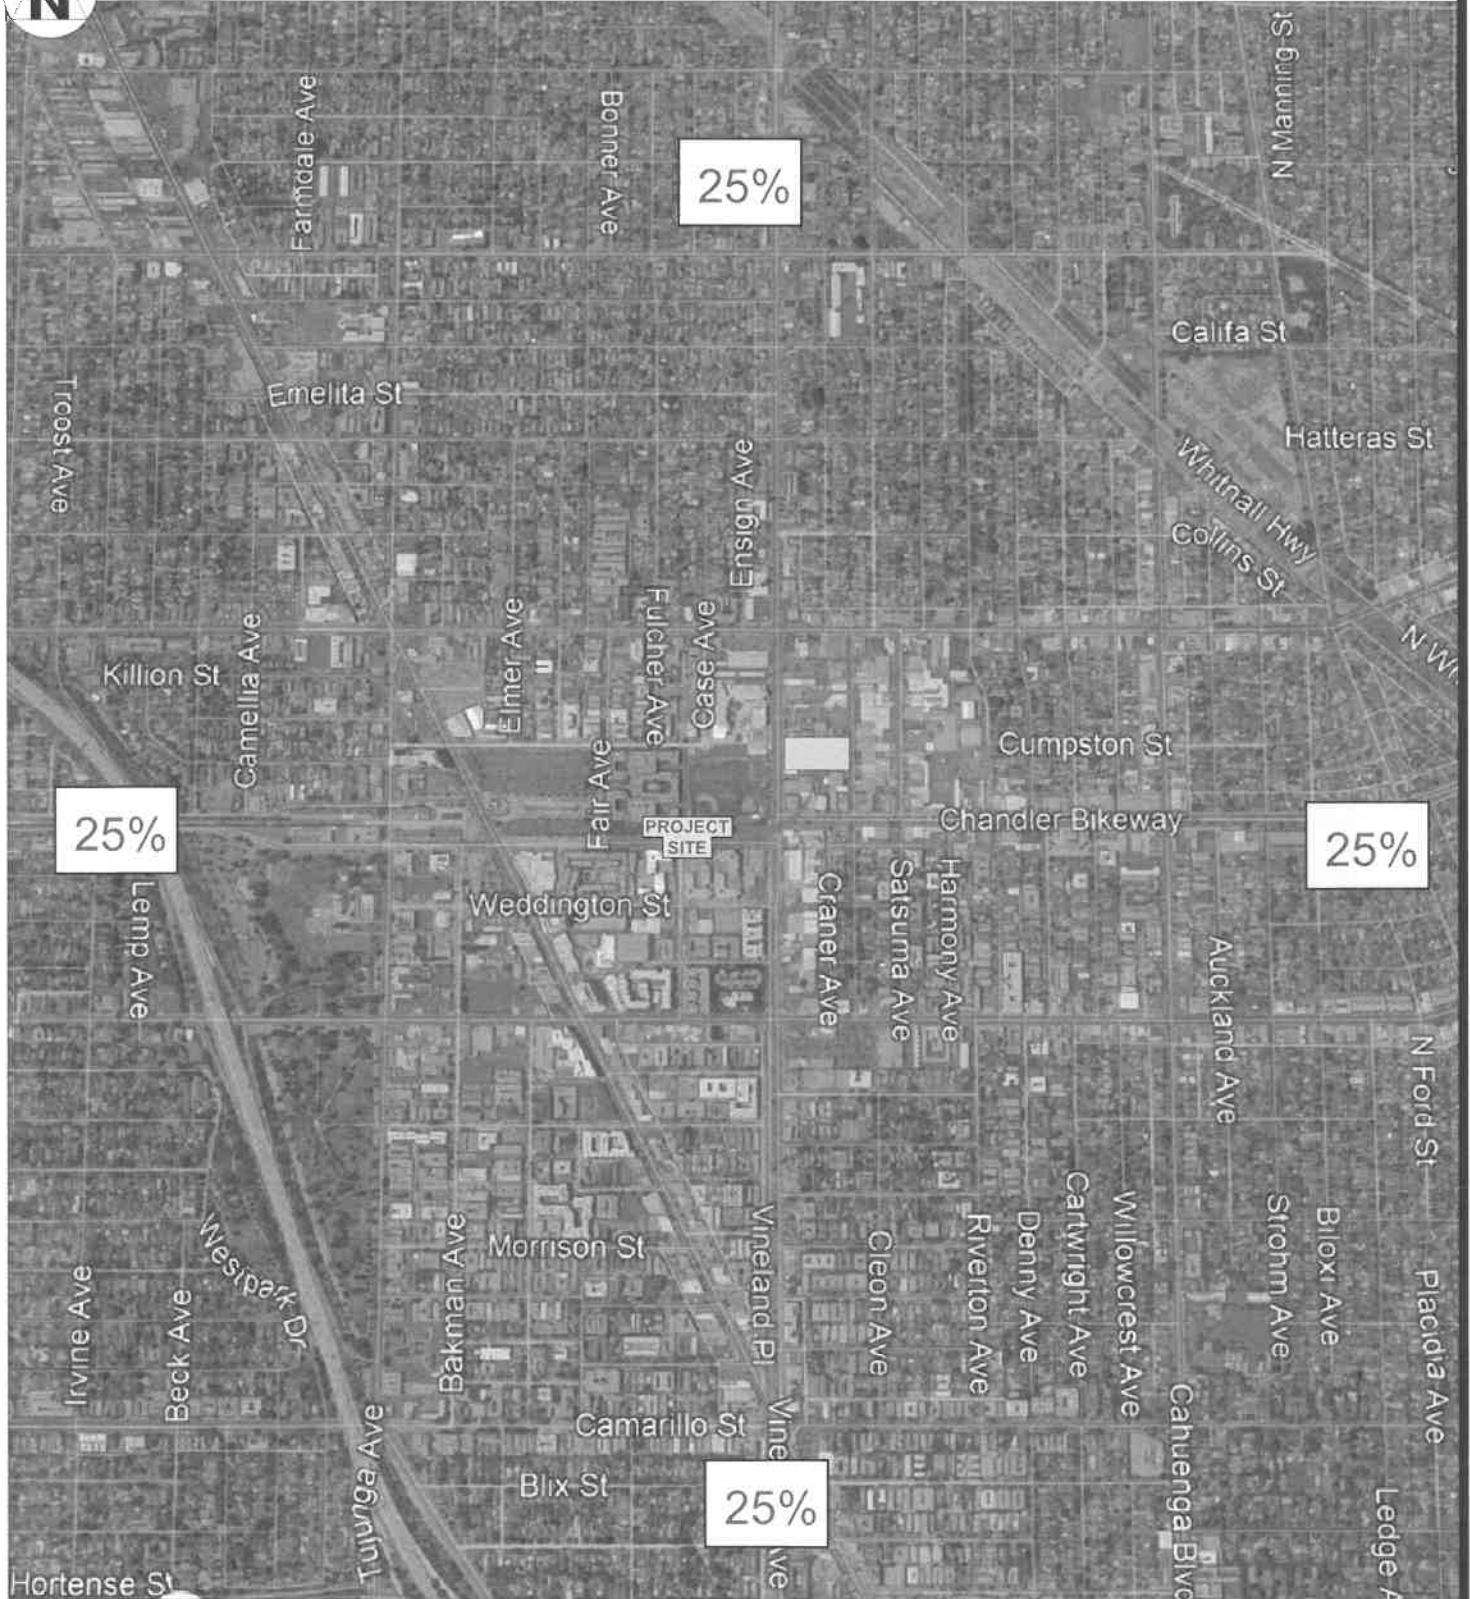 N
N Manning St
Farmdale Ave
Bonner Ave
25%
Califa St
Troost Ave
Emelita St
Hatteras St
Ensign Ave
Whitnall Hwy
Collins St
Elmer Ave
Fulcher Ave
Case Ave
Camellia Ave
Killion St
Cumpston St
Fair Ave
25%
PROJECT
SITE
Chandler Bikeway
25%
Lemp Ave
Weddington St
Craner Ave
Satsuma Ave
Harmony Ave
Auckland Ave
N Ford St
Westpark Dr
Bakman Ave
Morrison St
Vineland Pl
Cleon Ave
Riverton Ave
Denny Ave
Cartwright Ave
Willowcrest Ave
Strohm Ave
Bloxi Ave
Placidia Ave
Irvine Ave
Beck Ave
Tujunga Ave
Camarillo St
Vine
Ave
Cahuenga Blvd
Blix St
25%
Ledge A
Hortense St